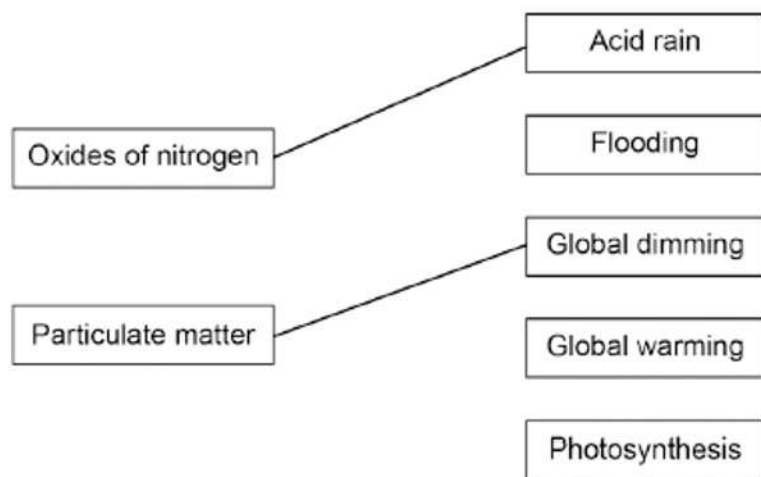 Oxides of nitrogen
Particulate matter
Acid rain
Flooding
Global dimming
Global warming
Photosynthesis